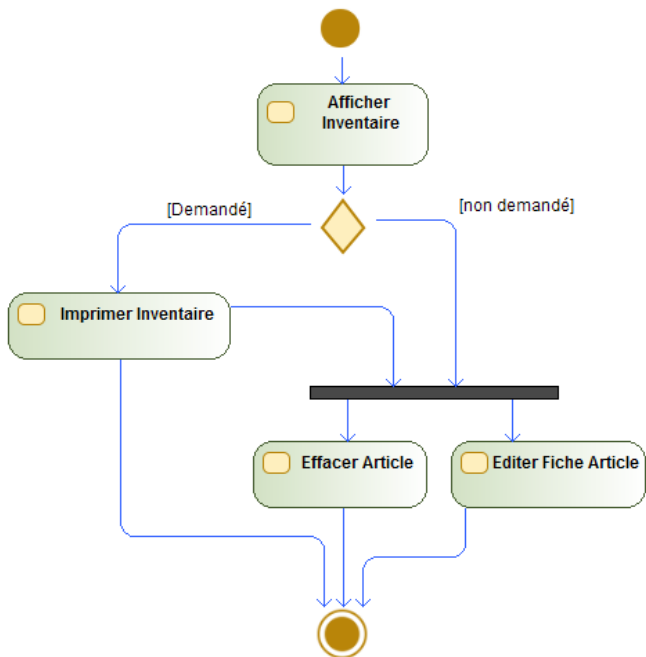 Afficher
Inventaire
[Demandé]
[non demandé]
Imprimer Inventaire
Effacer Article
Editer Fiche Article